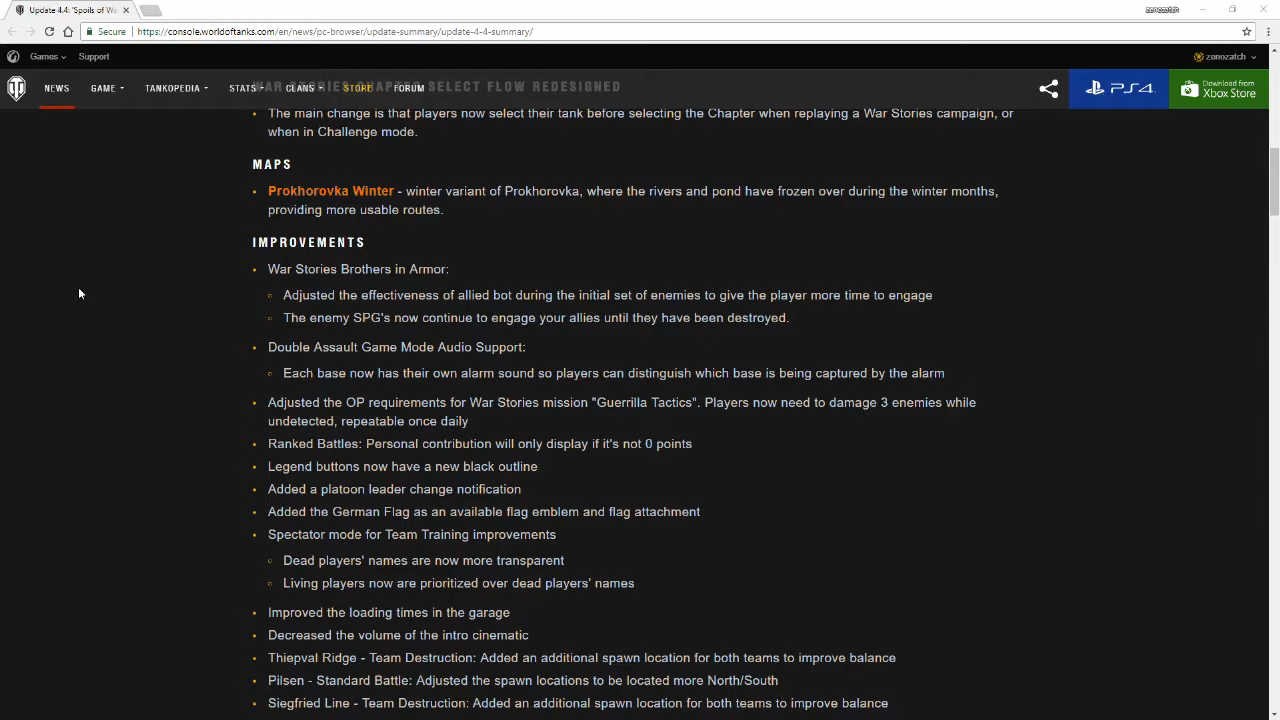 Update 4.4: 'Spoils of Wa
zenozatch
Secure
https://console.worldoftanks.com/en/news/pc-browser/update-summary/update-4-4-summary/
Games
Support
zenozatch
WAR STORIES CHAPTER SELECT FLOW REDESIGNED
NEWS
GAME
TANKOPEDIA
STATS
CLANS
STORE
FORUM
PS4
Download from
Xbox Store
The main change is that players now select their tank before selecting the Chapter when replaying a War Stories campaign, or
when in Challenge mode.
MAPS
Prokhorovka Winter - winter variant of Prokhorovka, where the rivers and pond have frozen over during the winter months,
providing more usable routes.
IMPROVEMENTS
War Stories Brothers in Armor:
Adjusted the effectiveness of allied bot during the initial set of enemies to give the player more time to engage
The enemy SPG's now continue to engage your allies until they have been destroyed.
Double Assault Game Mode Audio Support:
Each base now has their own alarm sound so players can distinguish which base is being captured by the alarm
Adjusted the OP requirements for War Stories mission "Guerrilla Tactics". Players now need to damage 3 enemies while
undetected, repeatable once daily
Ranked Battles: Personal contribution will only display if it's not 0 points
Legend buttons now have a new black outline
Added a platoon leader change notification
Added the German Flag as an available flag emblem and flag attachment
Spectator mode for Team Training improvements
Dead players' names are now more transparent
Living players now are prioritized over dead players' names
Improved the loading times in the garage
Decreased the volume of the intro cinematic
Thiepval Ridge - Team Destruction: Added an additional spawn location for both teams to improve balance
Pilsen - Standard Battle: Adjusted the spawn locations to be located more North/South
Siegfried Line - Team Destruction: Added an additional spawn location for both teams to improve balance